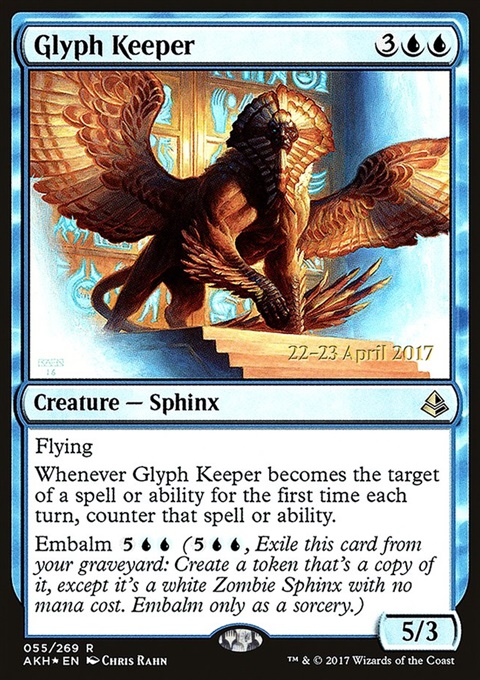 Glyph Keeper 3
22-23 April 2017
Creature — Sphinx
Flying
Whenever Glyph Keeper becomes the target
of a spell or ability for the first time each
turn, counter that spell or ability.
Embalm 5 (5, Exile this card from
your graveyard: Create a token that's a copy of
it, except it's a white Zombie Sphinx with no
mana cost. Embalm only as a sorcery.)
5/3
055/269 R
AKH★EN Chris Rahn
™ & © 2017 Wizards of the Coast